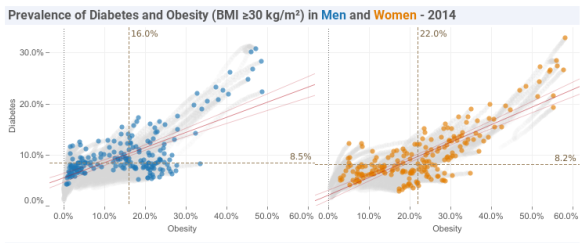 Prevalence of Diabetes and Obesity (BMI ≥30 kg/m²) in Men and Women - 2014
16.0%
22.0%
30.0%
20.0%
Diabetes
10.0%
8.5%
8.2%
0.0%
0.0% 10.0% 20.0% 30.0% 40.0% 50.0% 60.0%
0.0% 10.0% 20.0% 30.0% 40.0% 50.0% 60.0%
Obesity
Obesity